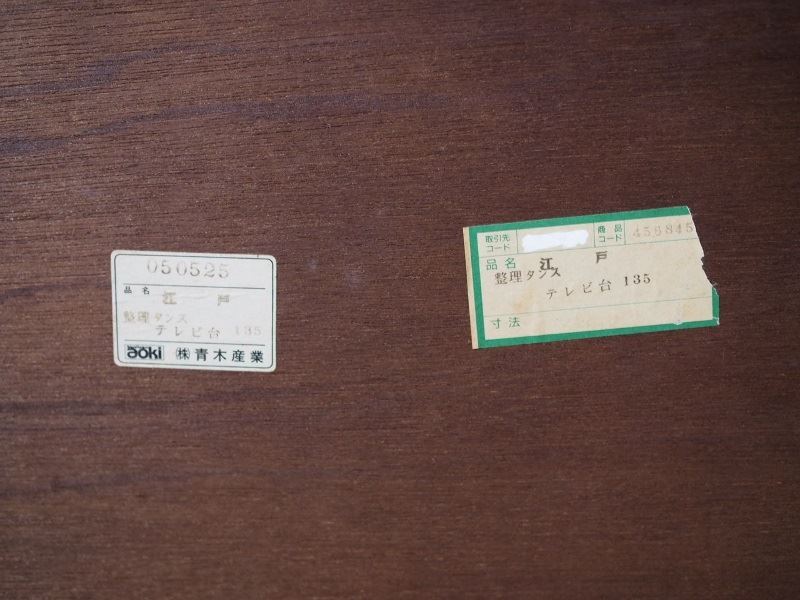 050525
品名 江戸
整理タンス
テレビ台 135
aoki ㈱青木産業
取引先コード
商品コード 456845
品名 江戸
整理タンス
テレビ台 135
寸法